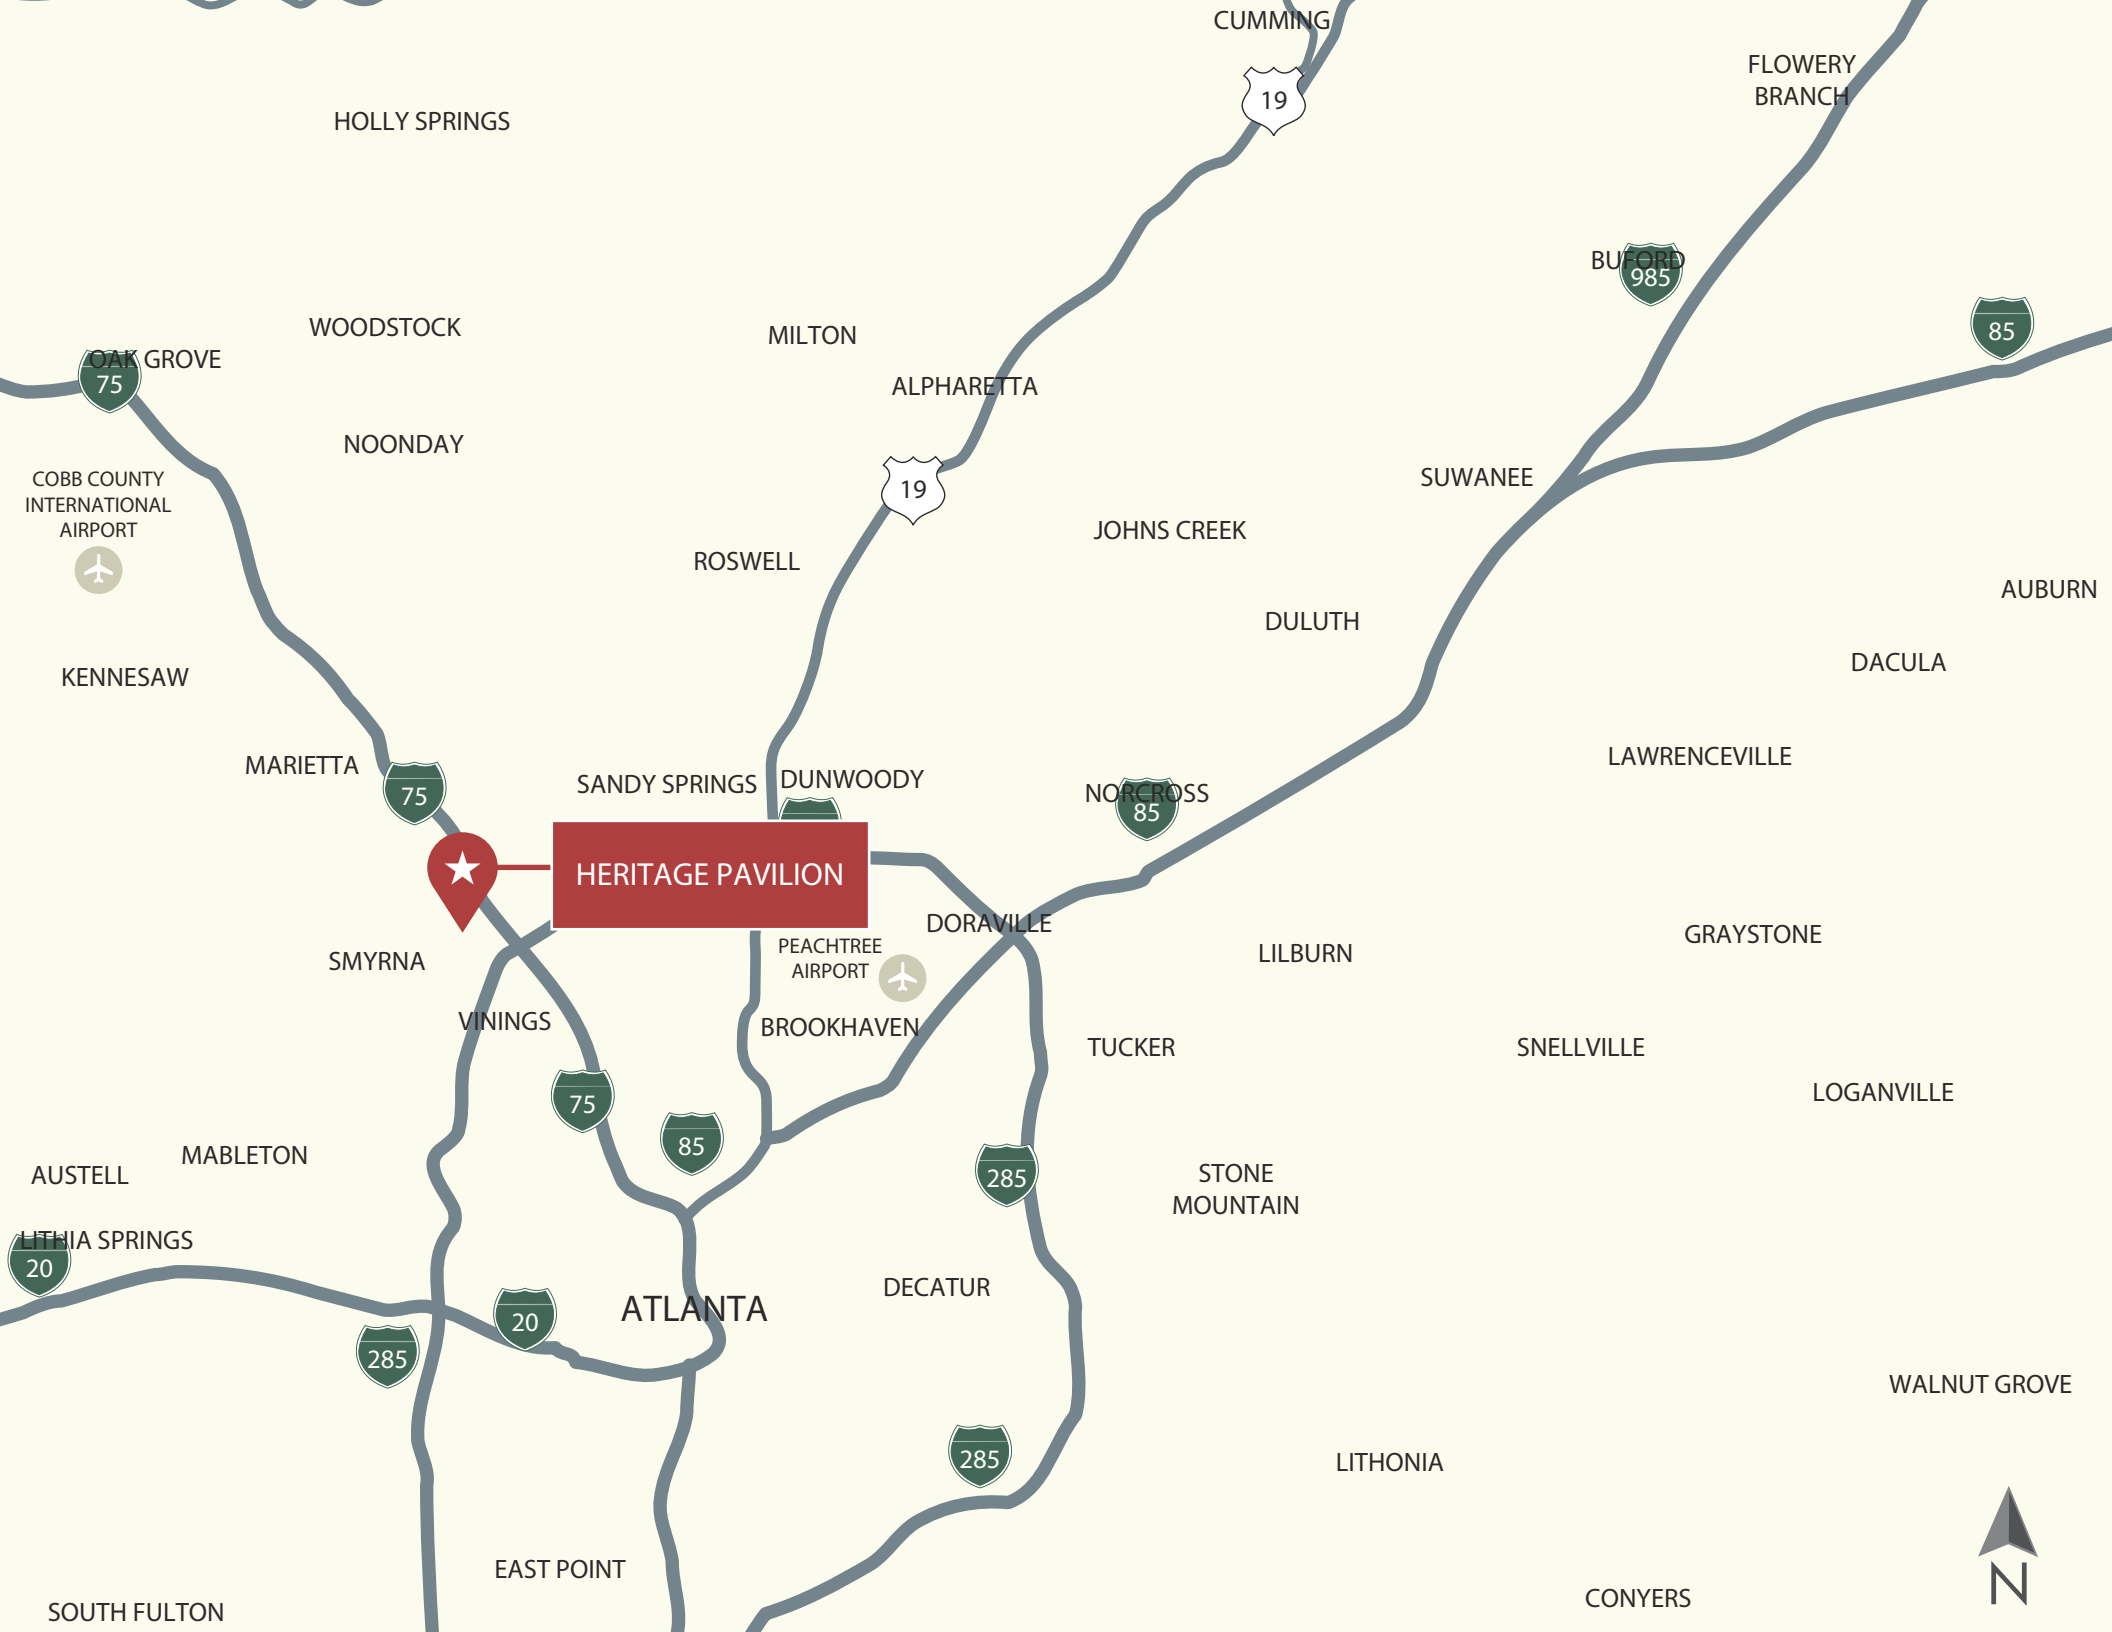 CUMMING
FLOWERY
BRANCH
19
HOLLY SPRINGS
BUFORD
985
85
WOODSTOCK
MILTON
OAK GROVE
75
ALPHARETTA
NOONDAY
COBB COUNTY
INTERNATIONAL
AIRPORT
19
SUWANEE
JOHNS CREEK
ROSWELL
AUBURN
DULUTH
DACULA
KENNESAW
MARIETTA
LAWRENCEVILLE
75
SANDY SPRINGS
DUNWOODY
NORCROSS
85
HERITAGE PAVILION
DORAVILLE
GRAYSTONE
PEACHTREE
AIRPORT
LILBURN
SMYRNA
VININGS
BROOKHAVEN
TUCKER
SNELLVILLE
LOGANVILLE
75
85
MABLETON
AUSTELL
285
STONE
MOUNTAIN
LITHIA SPRINGS
20
DECATUR
ATLANTA
20
285
WALNUT GROVE
285
LITHONIA
EAST POINT
N
CONYERS
SOUTH FULTON